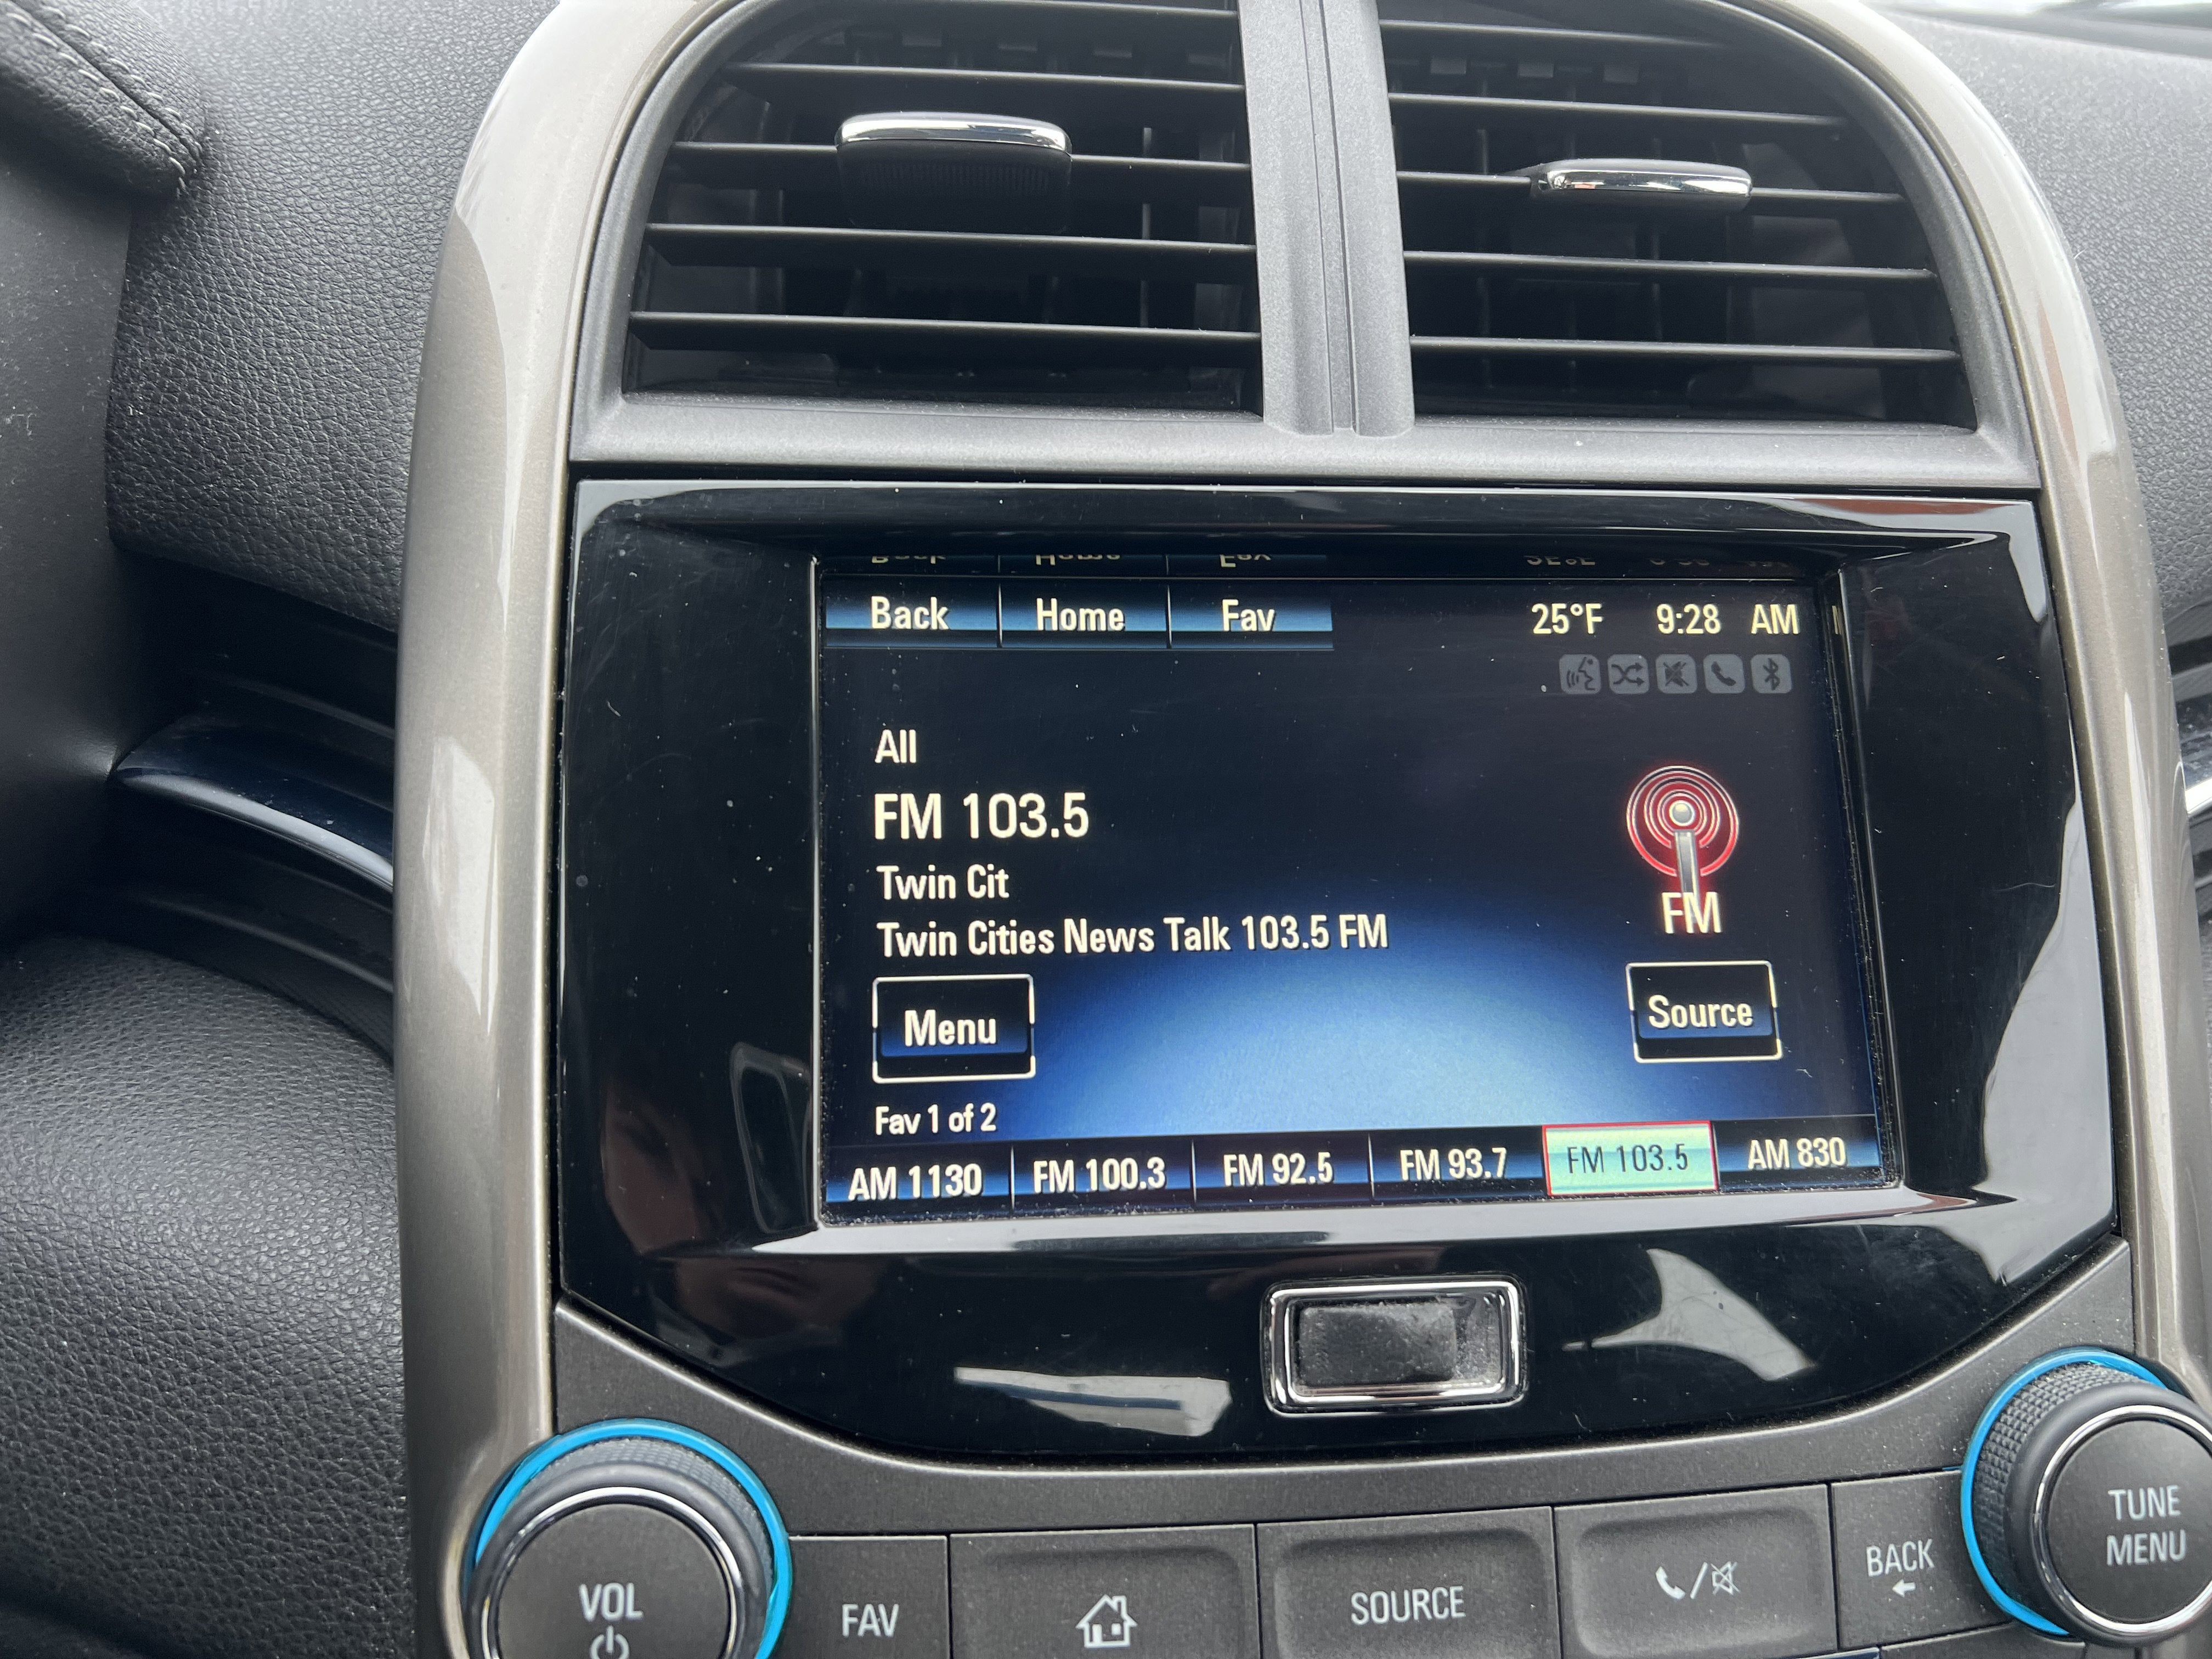 Back Home Fav 25°F 9:28 AM
All
FM 103.5
Twin Cit
Twin Cities News Talk 103.5 FM
FM
Menu
Source
Fav 1 of 2
AM 1130 FM 100.3 FM 92.5 FM 93.7 FM 103.5 AM 830
VOL
FAV
SOURCE
BACK
TUNE
MENU